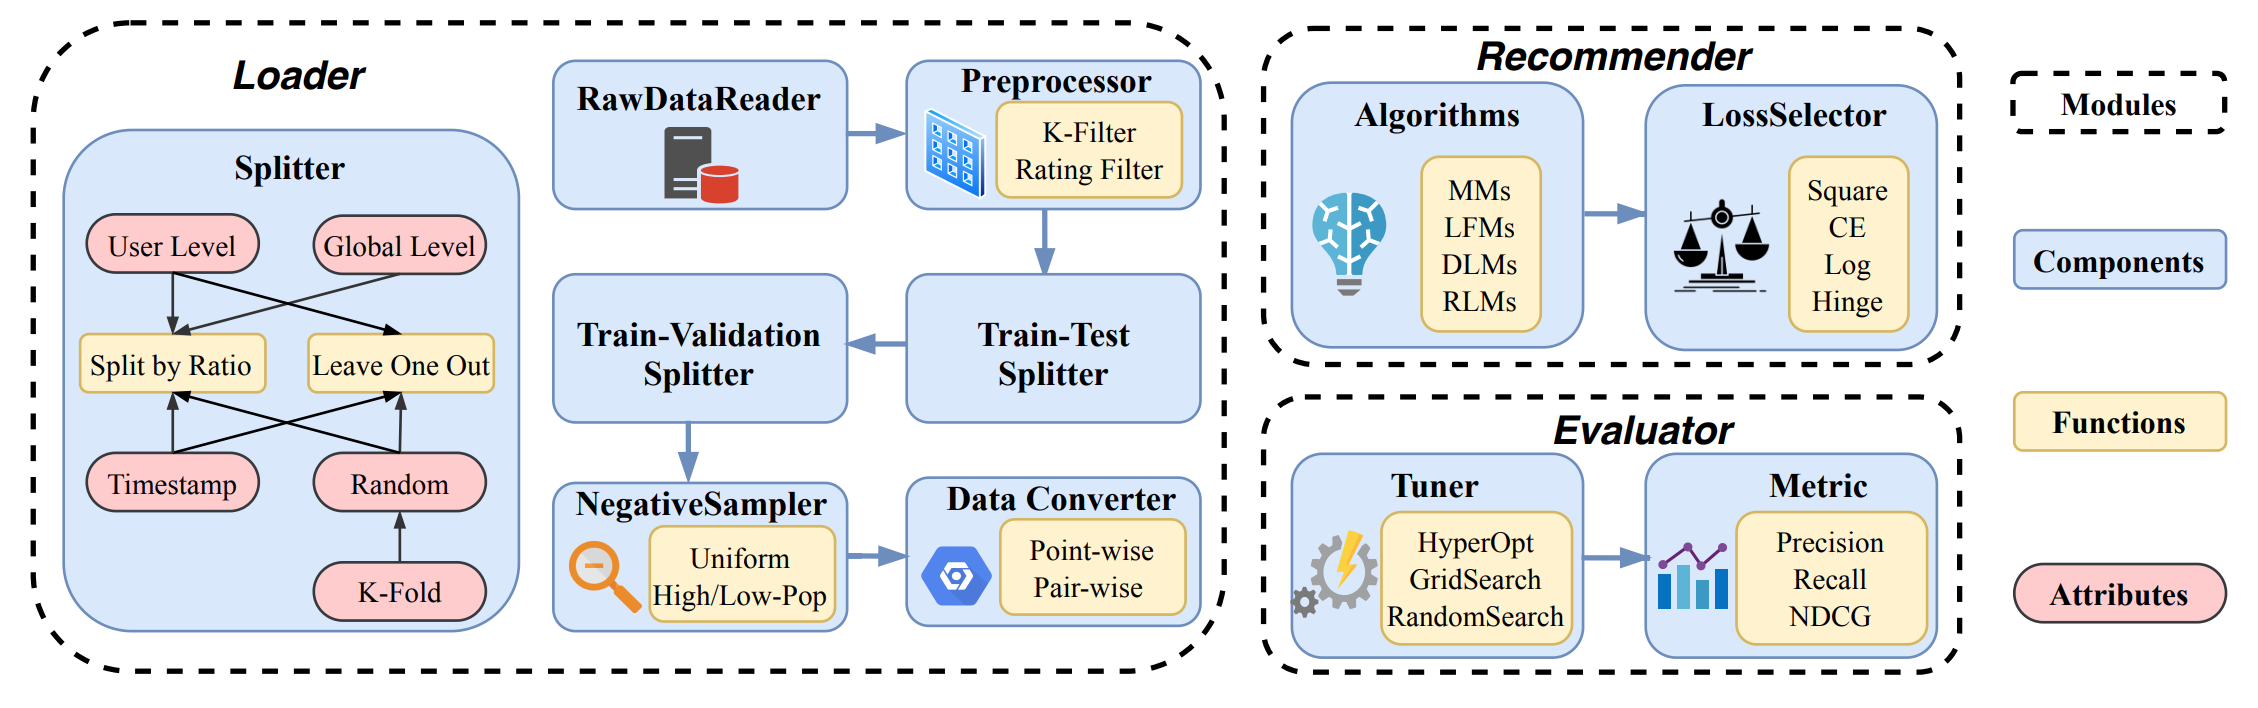 Loader
Splitter
User Level
Global Level
Split by Ratio
Leave One Out
Timestamp
Random
K-Fold
RawDataReader
Preprocessor
K-Filter
Rating Filter
Train-Validation
Splitter
Train-Test
Splitter
NegativeSampler
Uniform
High/Low-Pop
Data Converter
Point-wise
Pair-wise
Recommender
Algorithms
MMs
LFMs
DLMs
RLMs
LossSelector
Square
CE
Log
Hinge
Evaluator
Tuner
HyperOpt
GridSearch
RandomSearch
Metric
Precision
Recall
NDCG
Modules
Components
Functions
Attributes